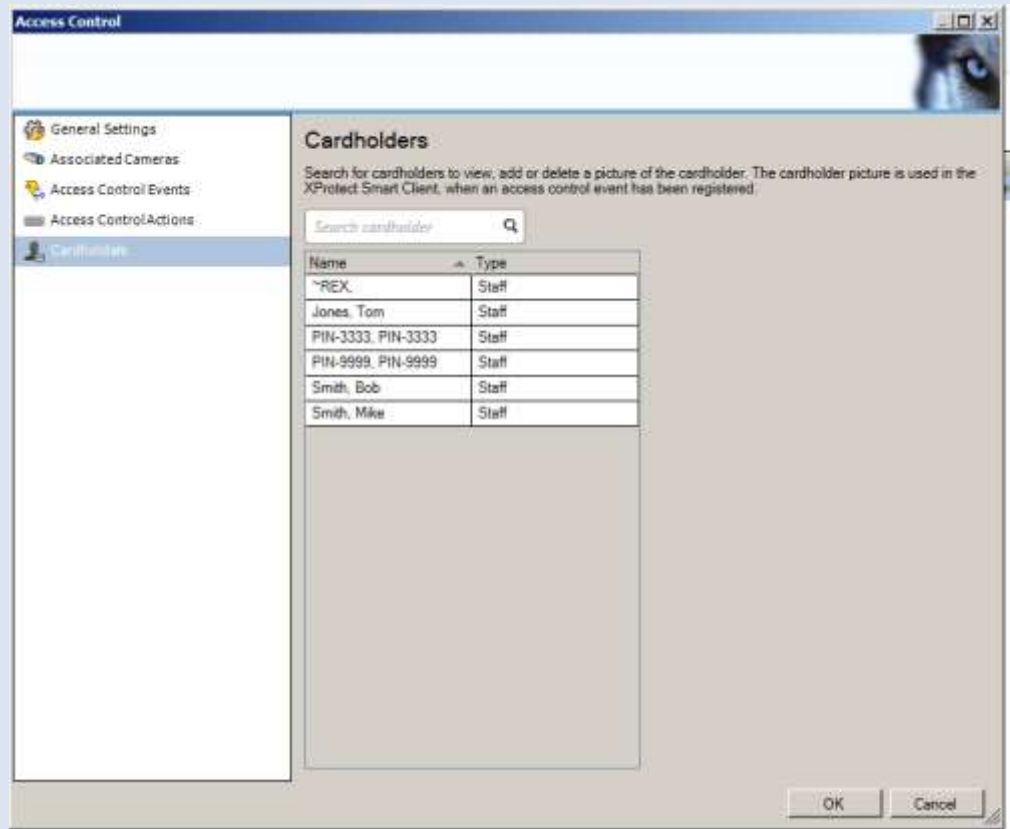 Access Control
General Settings
Associated Cameras
Access Control Events
Access ControlActions
Cardholders
Cardholders
Search for cardholders to view, add or delete a picture of the cardholder. The cardholder picture is used in the
XProtect Smart Client, when an access control event has been registered.
Search cardholder
Name Type
~REX, Staff
Jones, Tom Staff
PIN-3333, PIN-3333 Staff
PIN-9999, PIN-9999 Staff
Smith, Bob Staff
Smith, Mike Staff
OK Cancel